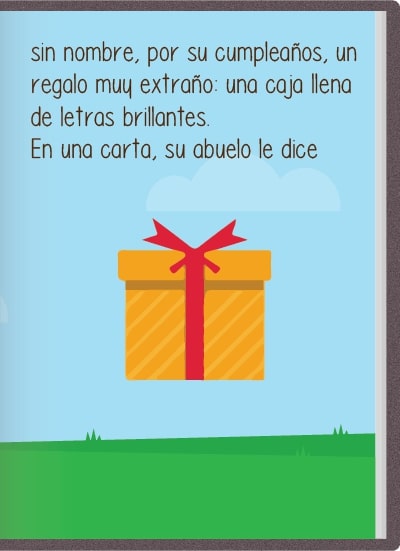 sin nombre, por su cumpleaños, un
regalo muy extraño: una caja llena
de letras brillantes.
En una carta, su abuelo le dice